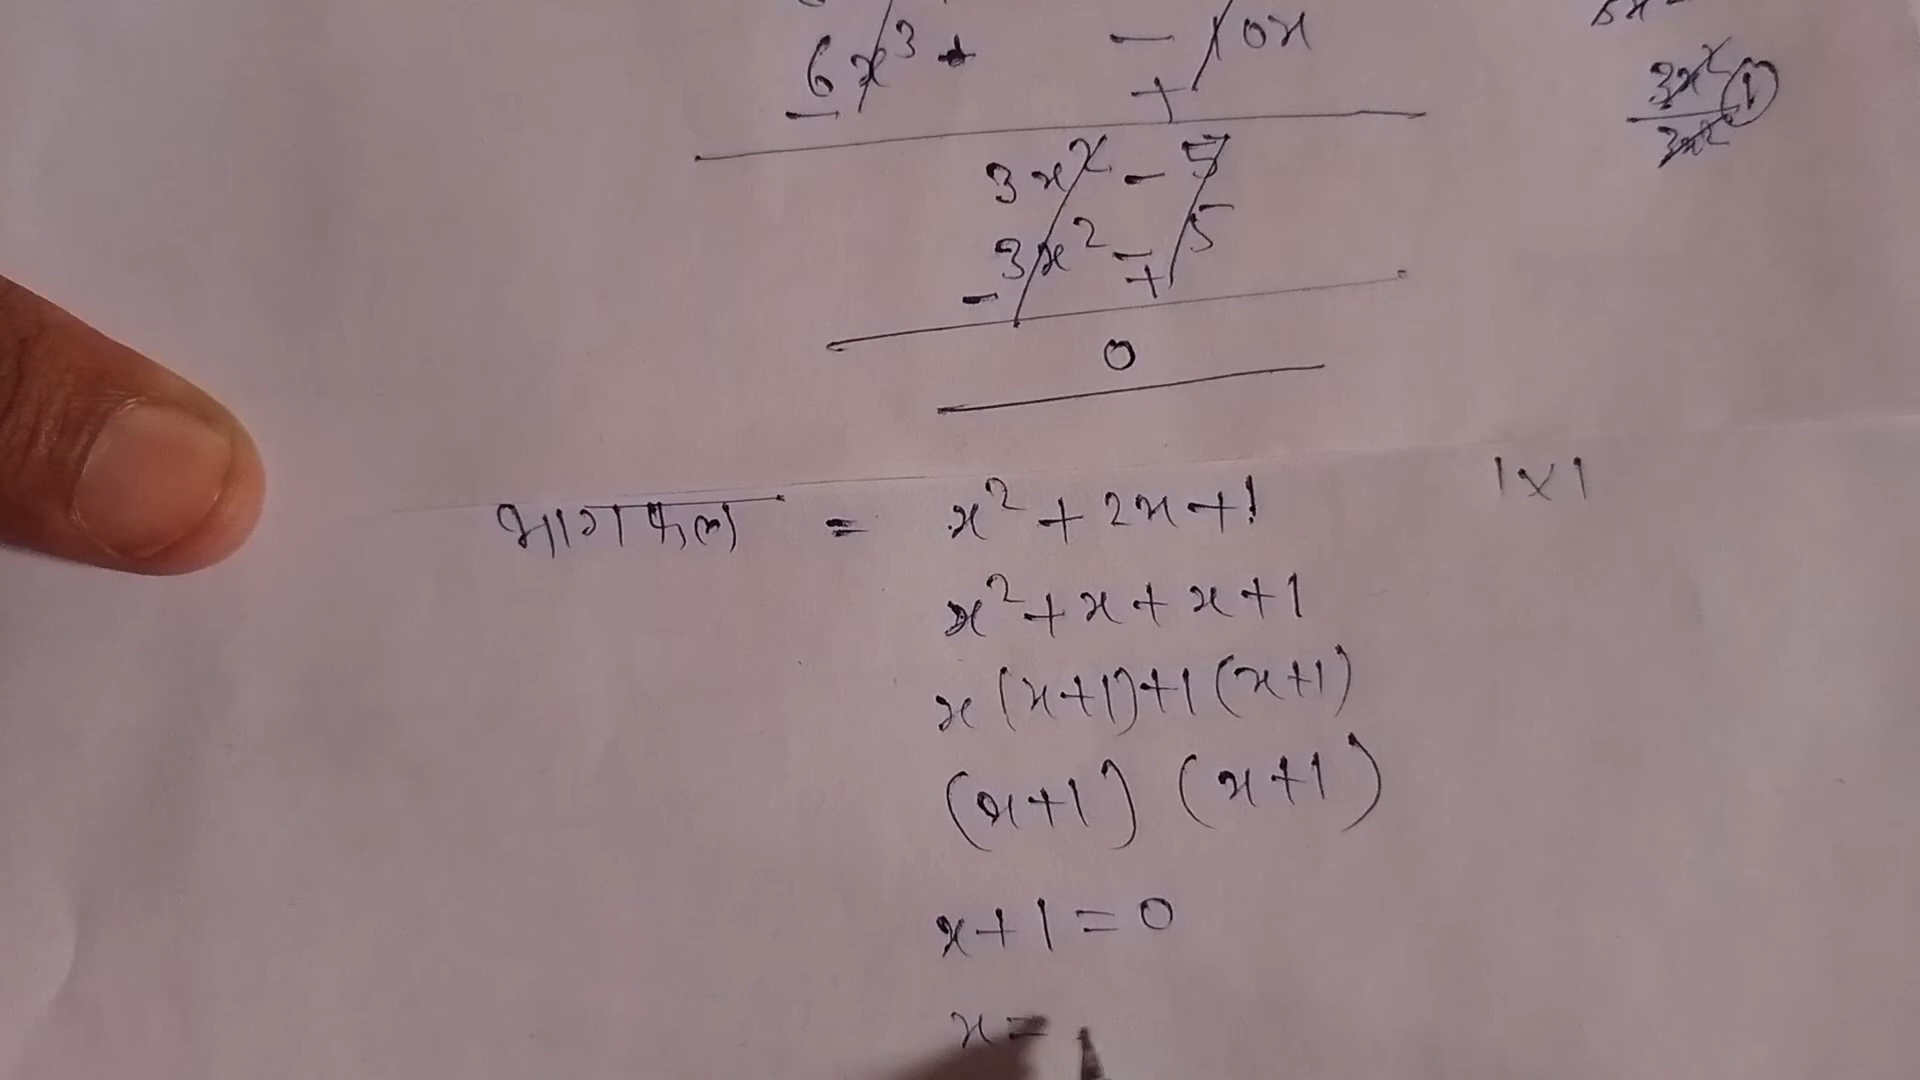 6x³ + - 10x
- +
3x² - 5
3x² - 5
- +
0
3x²
3x²
1
भागफल = x² + 2x + 1
1 × 1
x² + x + x + 1
x (x+1) + 1 (x+1)
(x+1) (x+1)
x + 1 = 0
x =